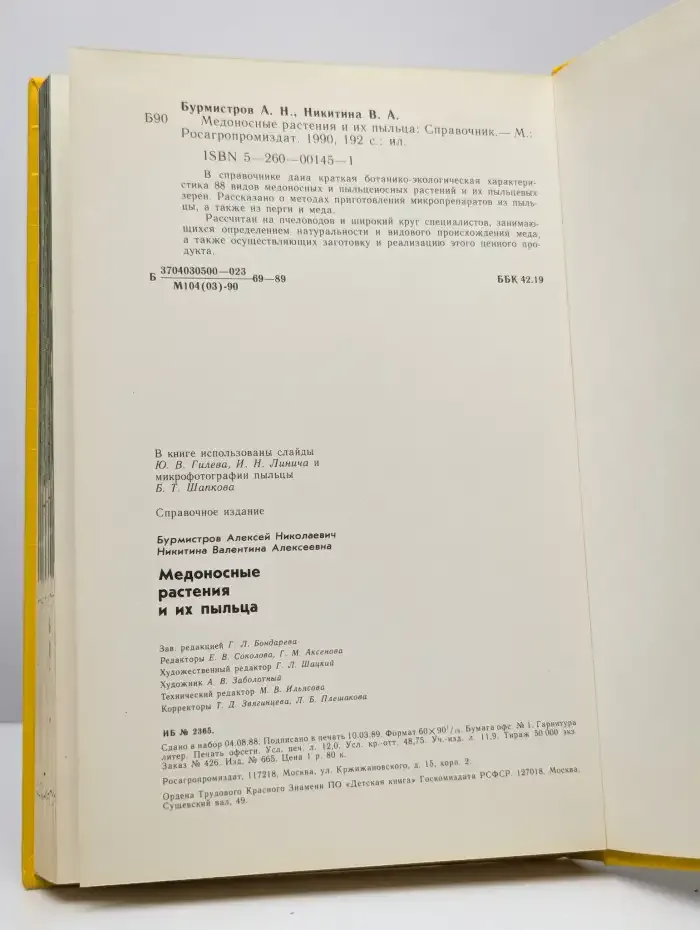 Бурмистров А. Н., Никитина В. А.
Б90
Медоносные растения и их пыльца: Справочник.— М.:
Росагропромиздат. 1990, 192 с.: ил.
ISBN 5—260—00145—1
В справочнике дана краткая ботанико-экологическая характери-
стика 88 видов медоносных и пыльценосных растений и их пыльцевых
зерен. Рассказано о методах приготовления микропрепаратов из пыль-
цы, а также из перги и меда.
Рассчитан на пчеловодов и широкий круг специалистов, занимаю-
щихся определением натуральности и видового происхождения меда,
а также осуществляющих заготовку и реализацию этого ценного про-
дукта.
Б 3704030500—023 69—89
М104(03)-90
ББК 42.19
В книге использованы слайды
Ю. В. Гилева, И. Н. Линича и
микрофотографии пыльцы
Б. Т. Шапкова
Справочное издание
Бурмистров Алексей Николаевич
Никитина Валентина Алексеевна
Медоносные
растения
и их пыльца
Зав. редакцией Г. Л. Бондарева
Редакторы Е. В. Соколова, Г. М. Аксенова
Художественный редактор Г. Л. Шацкий
Художник А. В. Заболотный
Технический редактор М. В. Ильясова
Корректоры Т. Д. Звягинцева, Л. Б. Плешакова
ИБ № 2365.
Сдано в набор 04.08.88. Подписано в печать 10.03.89. Формат 60×90¹/₁₆. Бумага офс. № 1. Гарнитура
литер. Печать офсетн. Усл. печ. л. 12,0. Усл. кр.-отт. 48,75. Уч.-изд. л. 11,9. Тираж 50 000 экз.
Заказ № 426. Изд. № 665. Цена 1 р. 80 к.
Росагропромиздат, 117218, Москва, ул. Кржижановского, д. 15, корп. 2.
Ордена Трудового Красного Знамени ПО «Детская книга» Госкомиздата РСФСР. 127018, Москва,
Сущевский вал, 49.